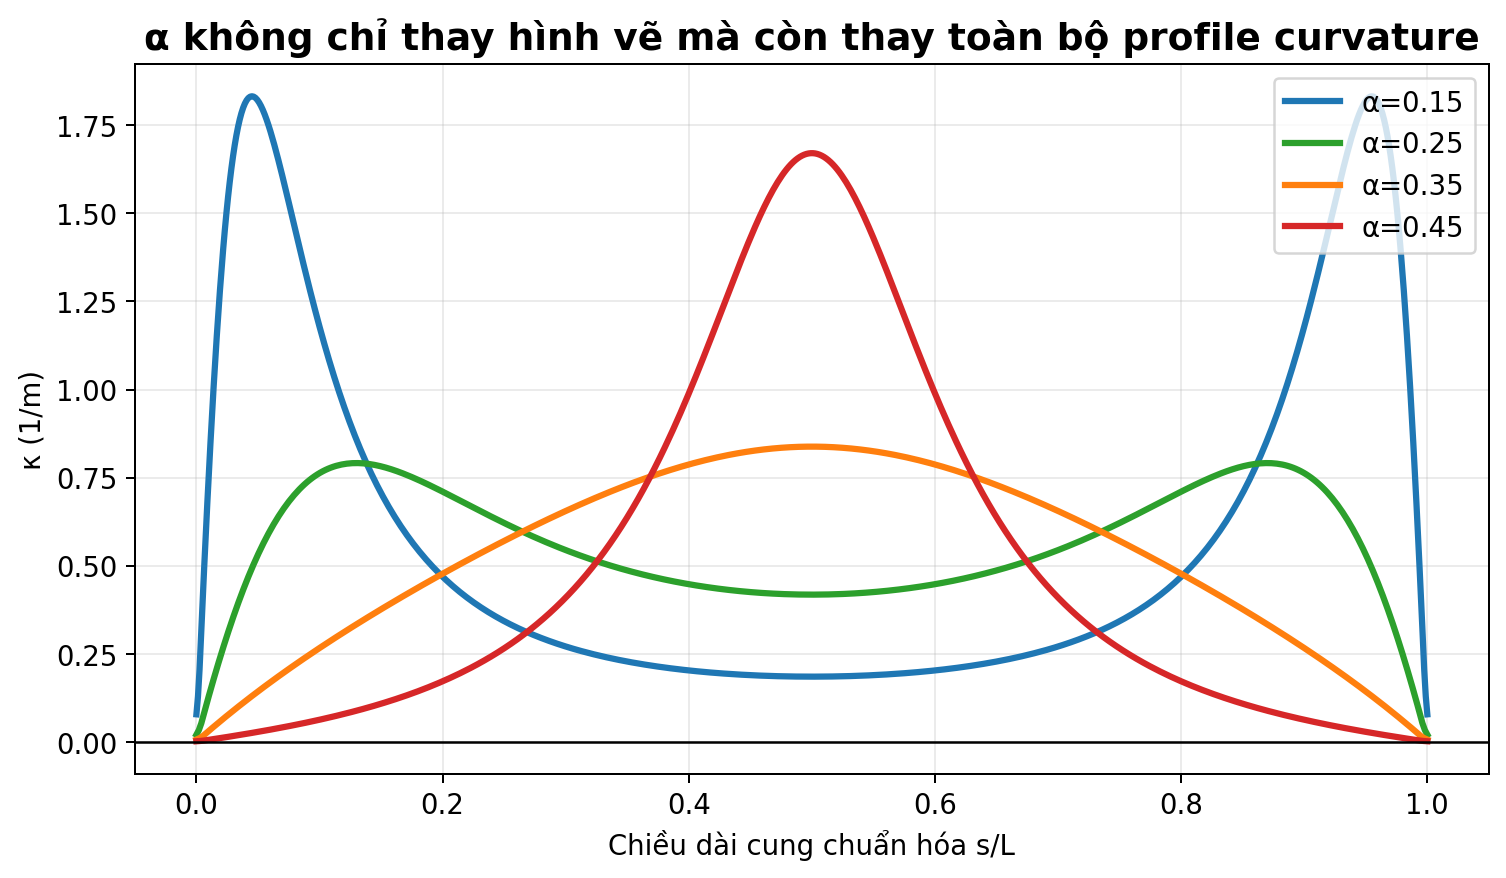 α không chỉ thay hình vẽ mà còn thay toàn bộ profile curvature
α=0.15
α=0.25
α=0.35
α=0.45
1.75
1.50
1.25
1.00
0.75
0.50
0.25
0.00
κ (1/m)
0.0 0.2 0.4 0.6 0.8 1.0
Chiều dài cung chuẩn hóa s/L